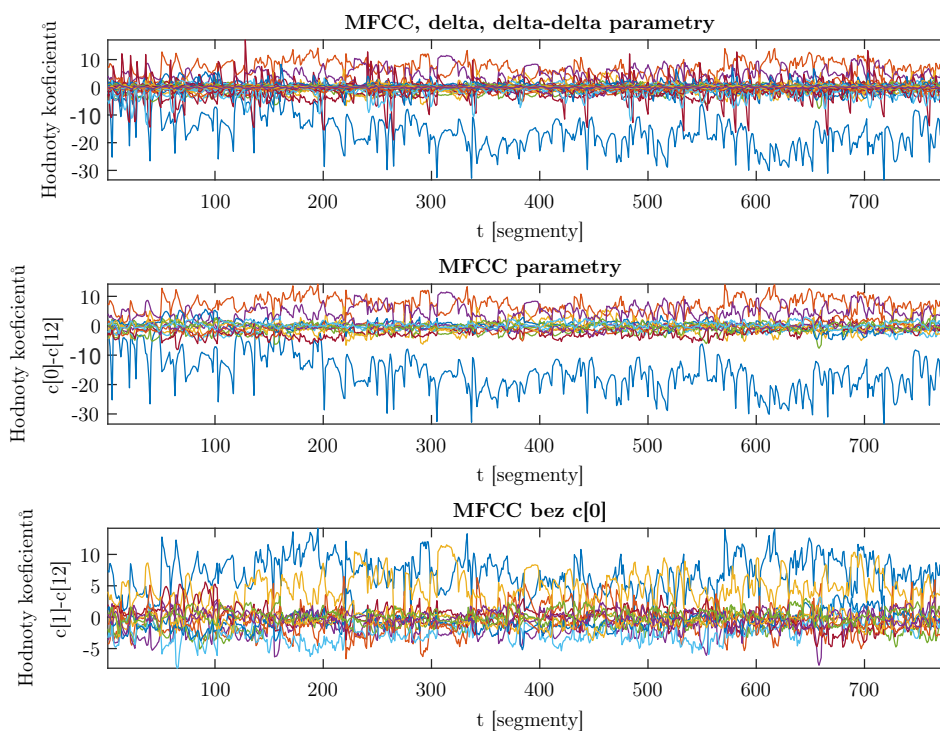 MFCC, delta, delta-delta parametry
Hodnoty koeficientů
10
0
-10
-20
-30
100 200 300 400 500 600 700
t [segmenty]
MFCC parametry
Hodnoty koeficientů
c[0]-c[12]
10
0
-10
-20
-30
100 200 300 400 500 600 700
t [segmenty]
MFCC bez c[0]
Hodnoty koeficientů
c[1]-c[12]
10
5
0
-5
100 200 300 400 500 600 700
t [segmenty]